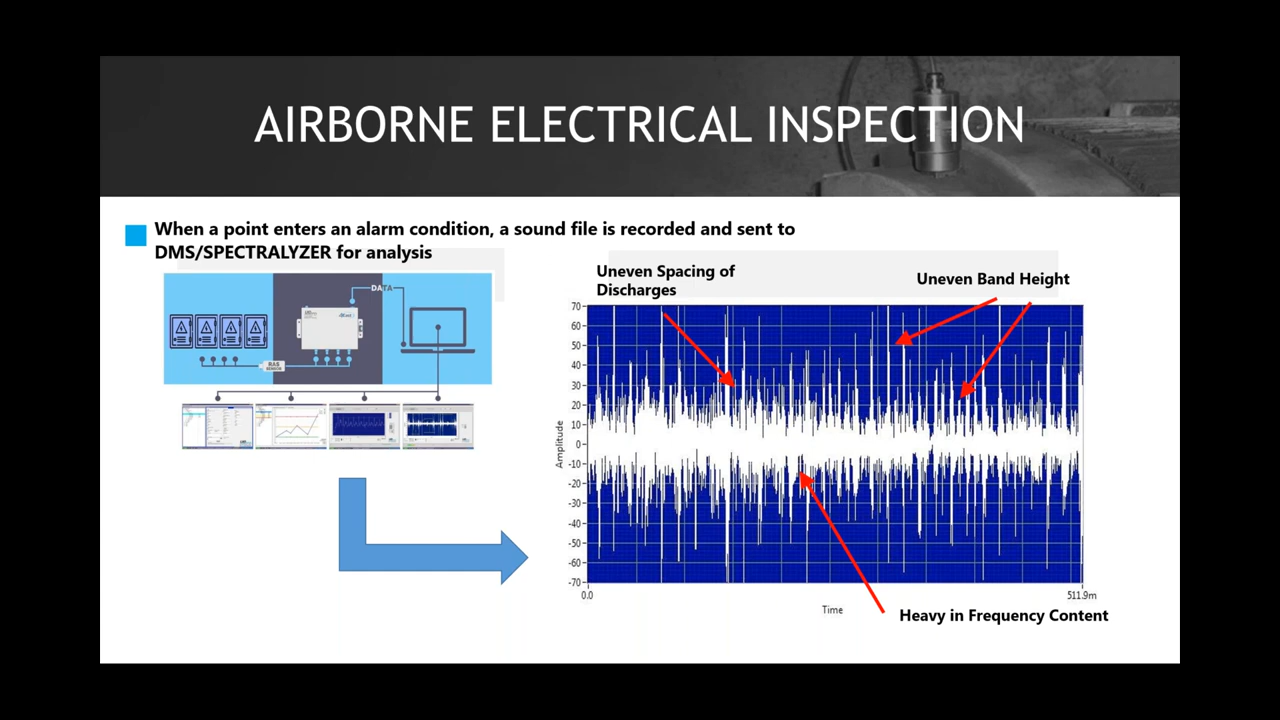 AIRBORNE ELECTRICAL INSPECTION
When a point enters an alarm condition, a sound file is recorded and sent to
DMS/SPECTRALYZER for analysis
DATA
RAS
SENSOR
Uneven Spacing of
Discharges
Uneven Band Height
70
60
50
40
30
20
10
0
-10
-20
-30
-40
-50
-60
-70
Amplitude
0.0
511.9m
Time
Heavy in Frequency Content